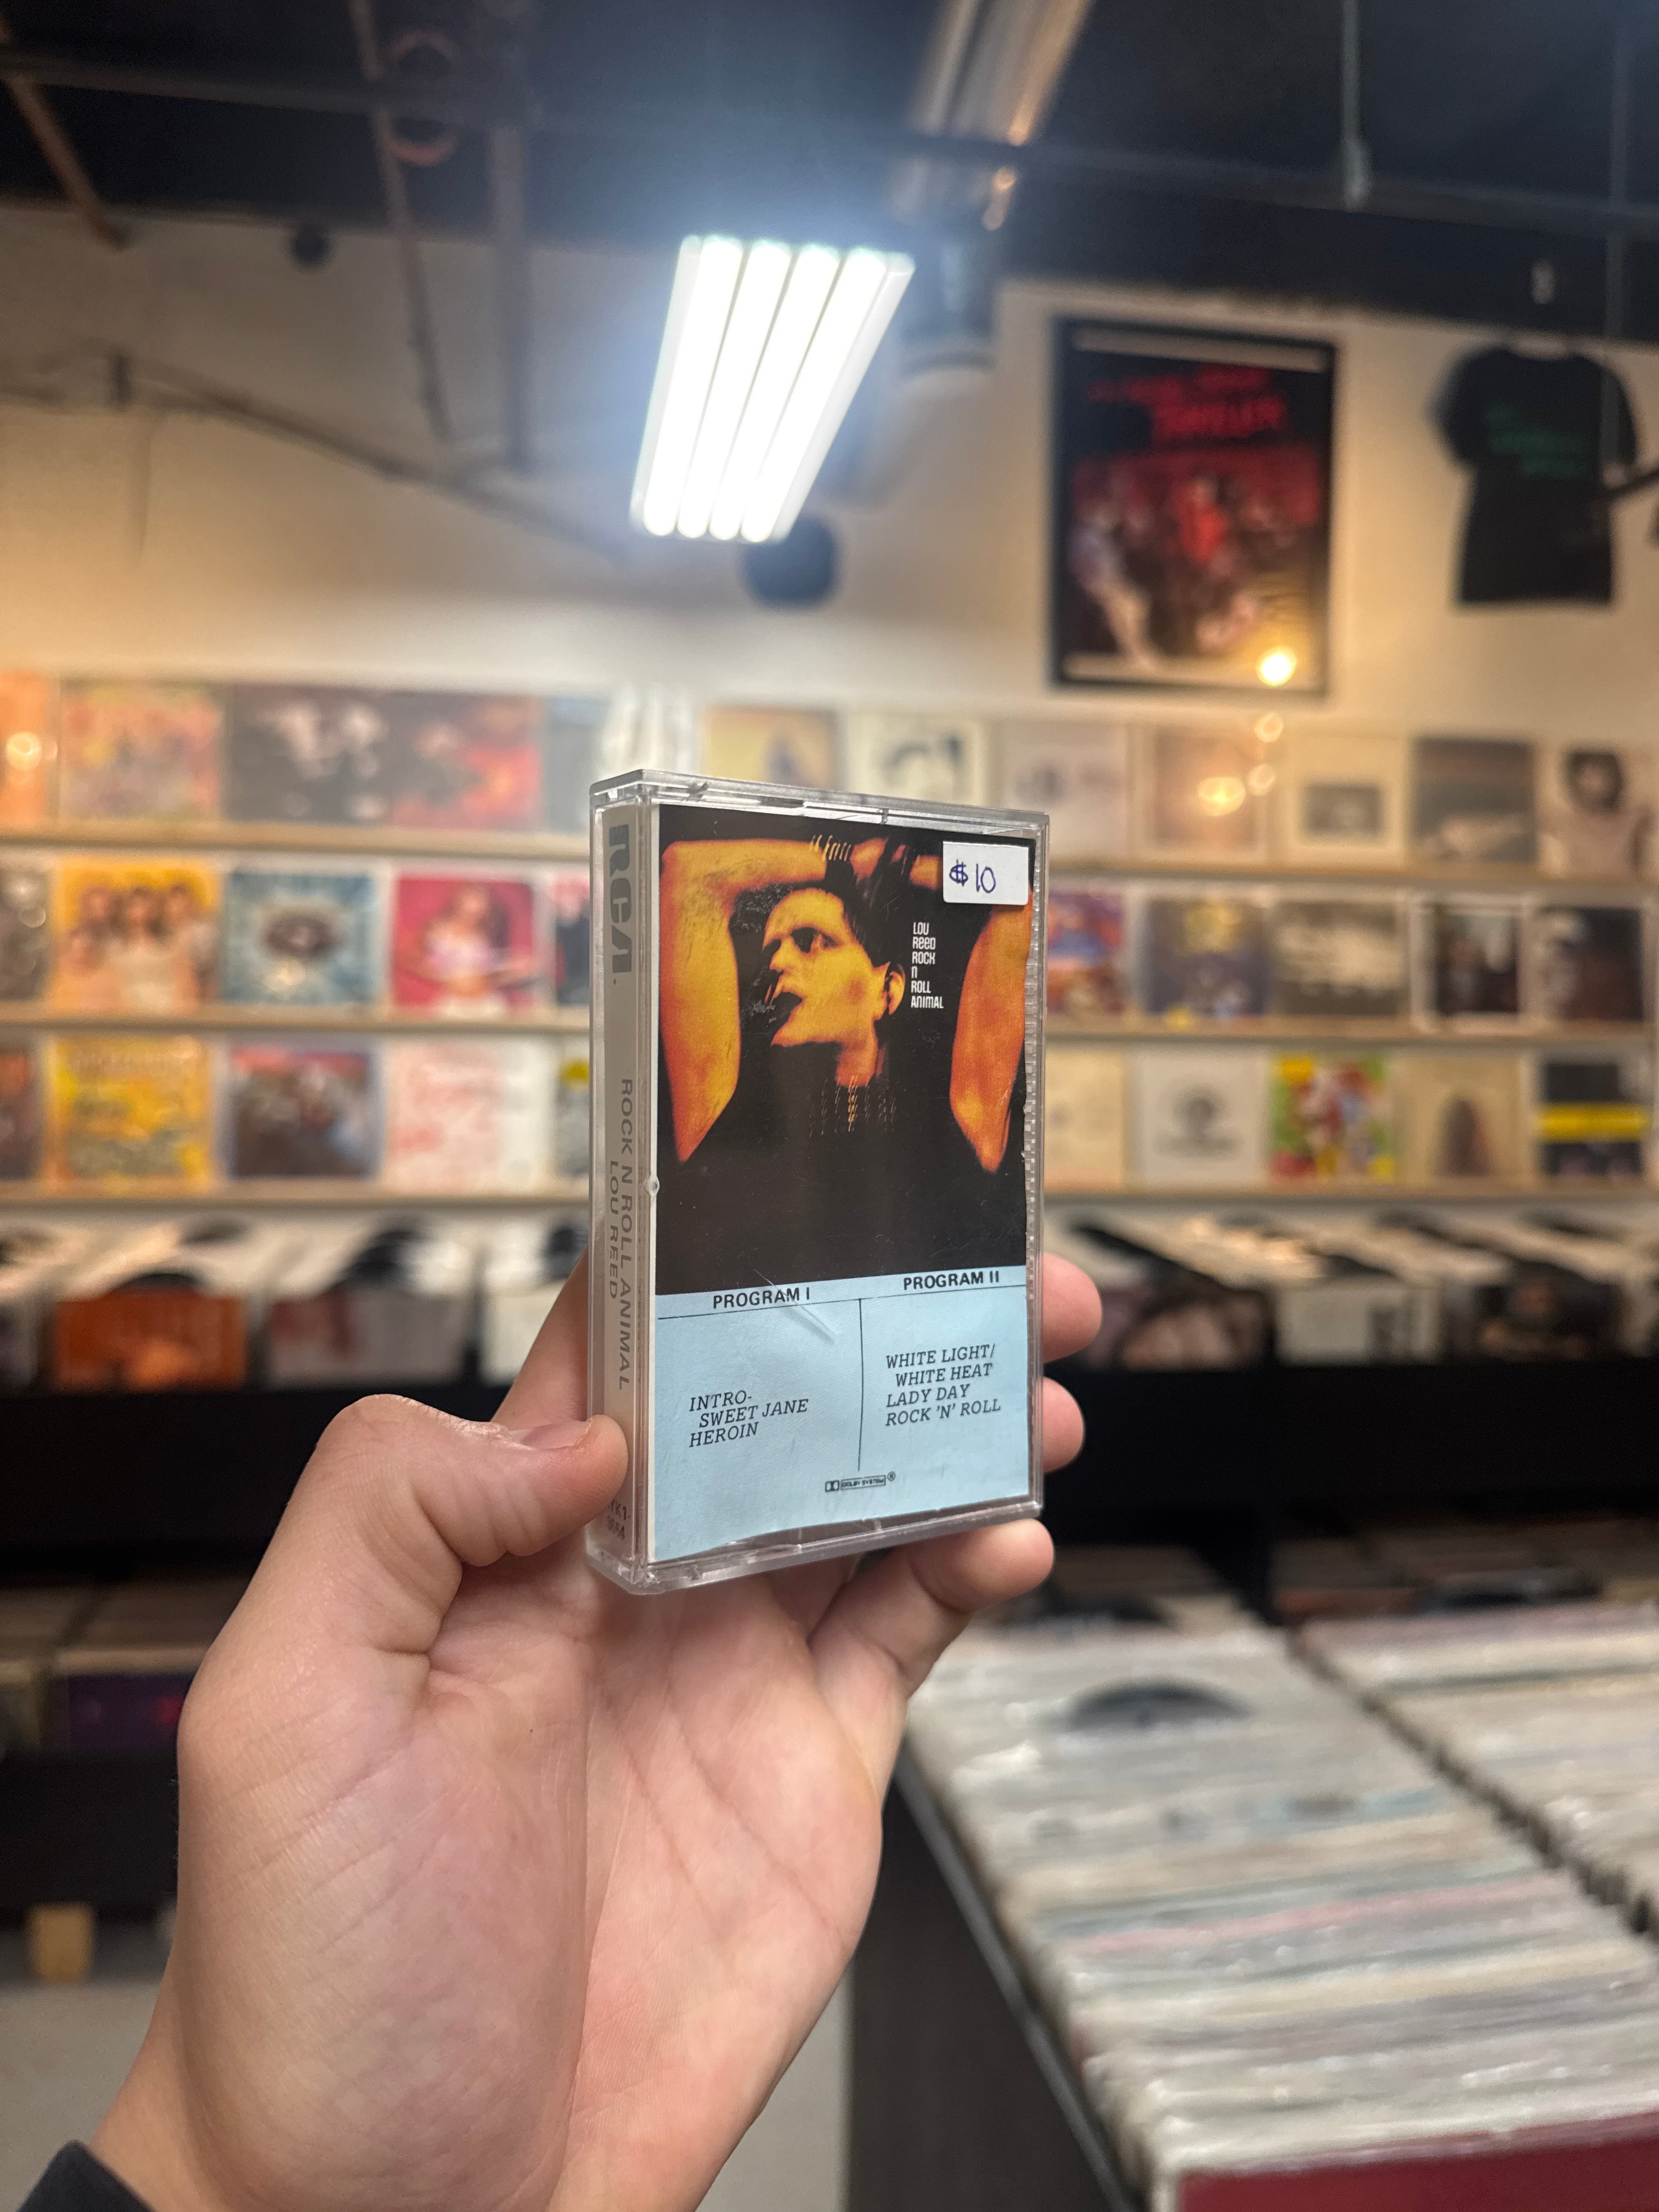 $10
LOU
REED
ROCK
N
ROLL
ANIMAL
RCA
ROCK N ROLL ANIMAL
LOU REED
PROGRAM I
INTRO-
SWEET JANE
HEROIN
PROGRAM II
WHITE LIGHT/
WHITE HEAT
LADY DAY
ROCK 'N' ROLL
DOLBY SYSTEM®